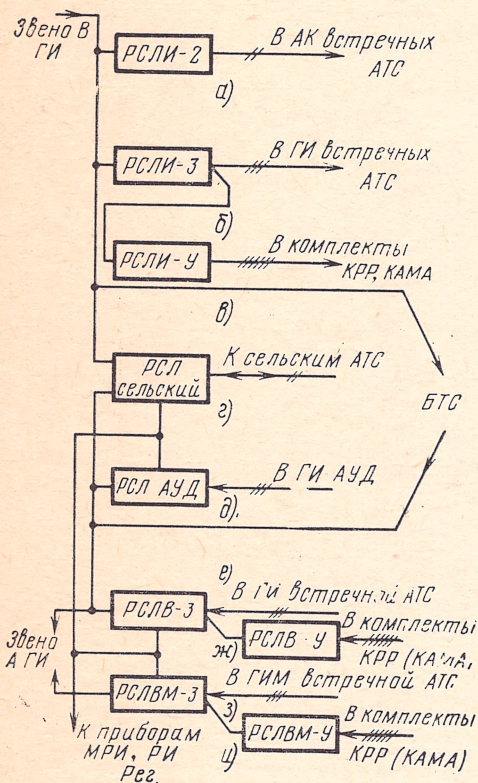 Звено В
ГИ
РСЛИ-2
В АК встречных
АТС
а)
РСЛИ-3
В ГИ встречных
АТС
б)
РСЛИ-У
В комплекты
КРР, КАМА
в)
РСЛ
сельский
К сельским АТС
г)
БТС
РСЛ АУД
В ГИ АУД
д)
е)
РСЛВ-3
В ГИ встречной АТС
Звено
А ГИ
ж)
РСЛВ-У
В комплекты
КРР (КАМА)
РСЛВМ-3
В ГИМ встречной АТС
з)
К приборам
МРИ, РИ
Рег.
и)
РСЛВМ-У
В комплекты
КРР (КАМА)